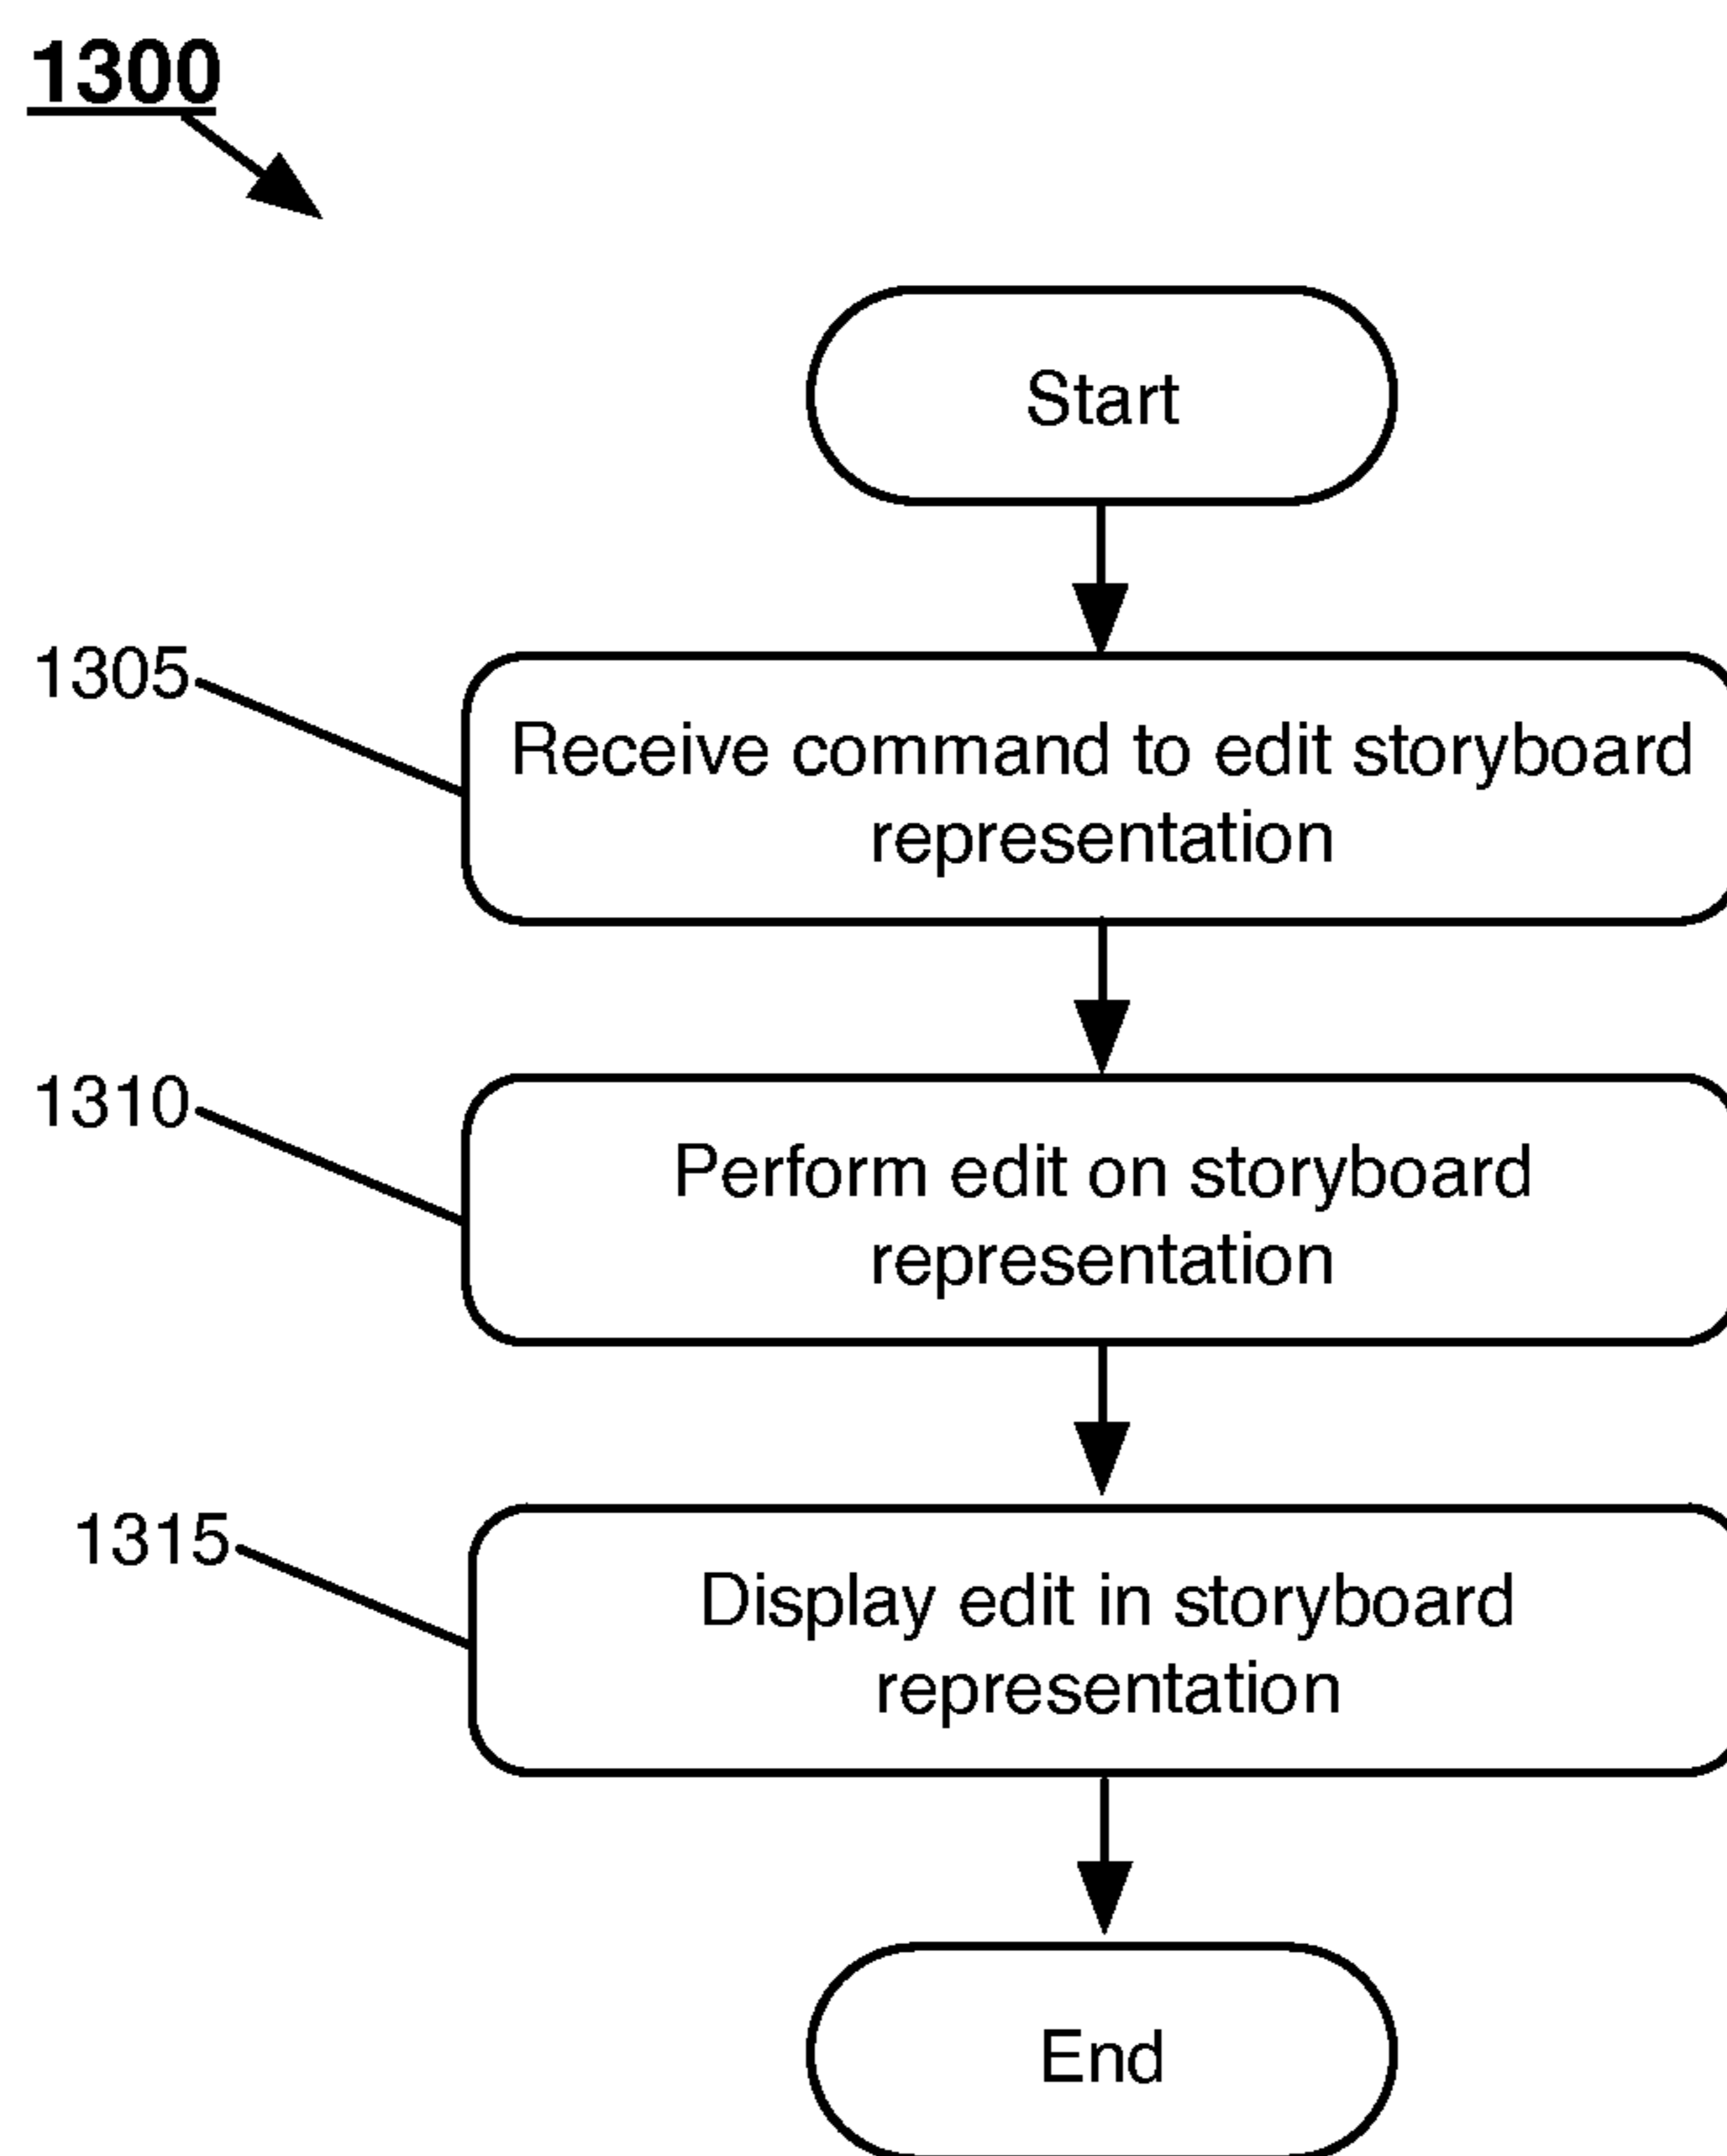 1300
Start
1305
Receive command to edit storyboard
representation
1310
Perform edit on storyboard
representation
1315
Display edit in storyboard
representation
End